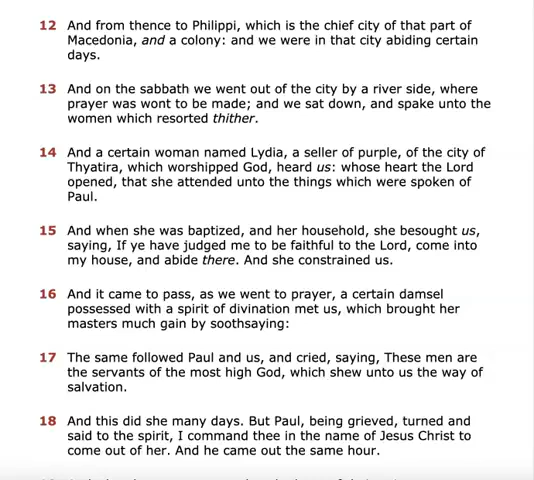 12 And from thence to Philippi, which is the chief city of that part of
Macedonia, and a colony: and we were in that city abiding certain
days.
13 And on the sabbath we went out of the city by a river side, where
prayer was wont to be made; and we sat down, and spake unto the
women which resorted thither.
14 And a certain woman named Lydia, a seller of purple, of the city of
Thyatira, which worshipped God, heard us: whose heart the Lord
opened, that she attended unto the things which were spoken of
Paul.
15 And when she was baptized, and her household, she besought us,
saying, If ye have judged me to be faithful to the Lord, come into
my house, and abide there. And she constrained us.
16 And it came to pass, as we went to prayer, a certain damsel
possessed with a spirit of divination met us, which brought her
masters much gain by soothsaying:
17 The same followed Paul and us, and cried, saying, These men are
the servants of the most high God, which shew unto us the way of
salvation.
18 And this did she many days. But Paul, being grieved, turned and
said to the spirit, I command thee in the name of Jesus Christ to
come out of her. And he came out the same hour.